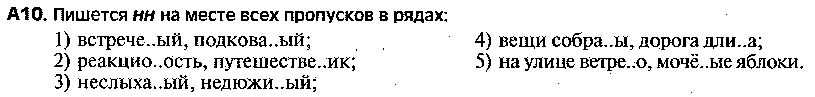 А10. Пишется нн на месте всех пропусков в рядах:
1) встрече..ый, подкова..ый;
2) реакцио..ость, путешестве..ик;
3) неслыха..ый, недюжи..ый;
4) вещи собра..ы, дорога дли..а;
5) на улице ветре..о, мочё..ые яблоки.